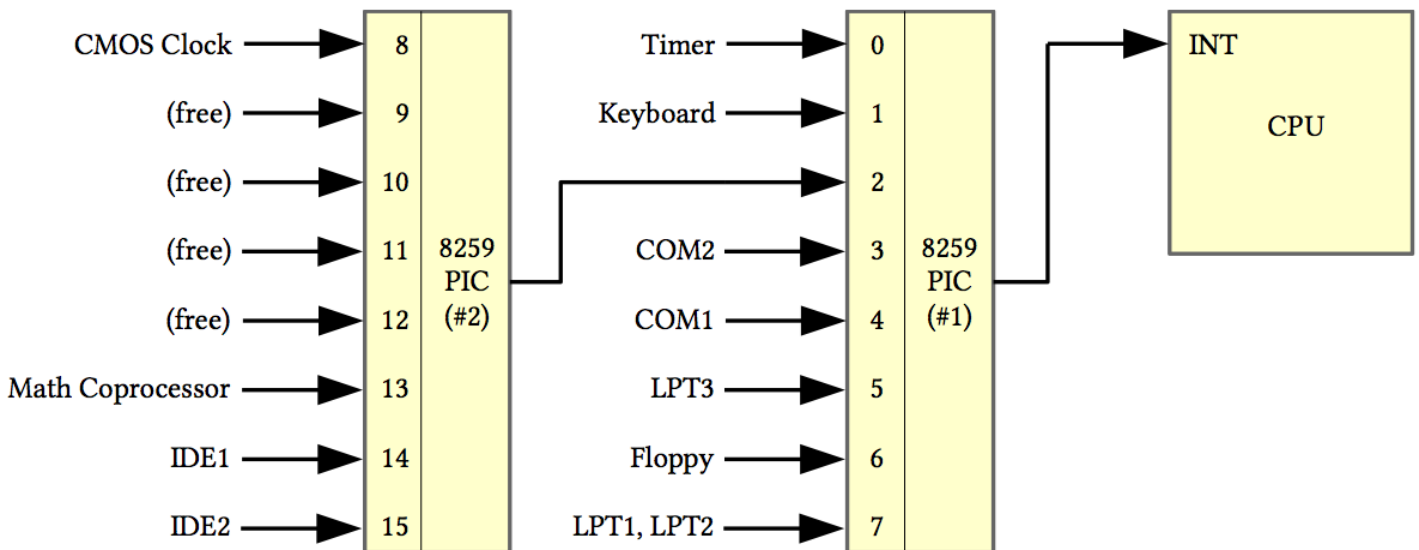 CMOS Clock 8
(free) 9
(free) 10
(free) 11
(free) 12
Math Coprocessor 13
IDE1 14
IDE2 15
8259
PIC
(#2)
Timer 0
Keyboard 1
2
COM2 3
COM1 4
LPT3 5
Floppy 6
LPT1, LPT2 7
8259
PIC
(#1)
INT
CPU